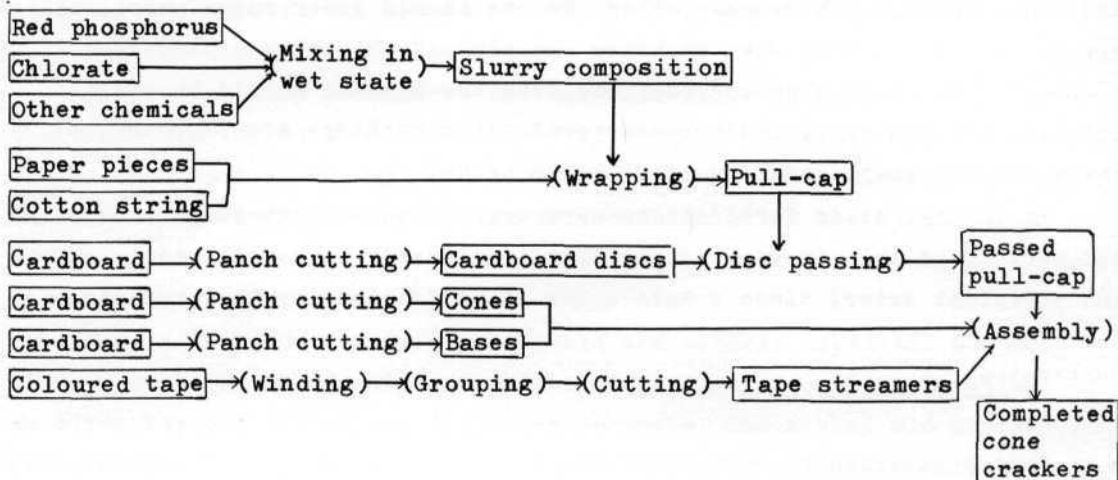 Red phosphorus
Chlorate
Other chemicals
Mixing in
wet state
Slurry composition
Paper pieces
Cotton string
(Wrapping)
Pull-cap
Cardboard
(Panch cutting)
Cardboard discs
(Disc passing)
Passed
pull-cap
Cardboard
(Panch cutting)
Cones
Cardboard
(Panch cutting)
Bases
(Assembly)
Coloured tape
(Winding)
(Grouping)
(Cutting)
Tape streamers
Completed
cone
crackers